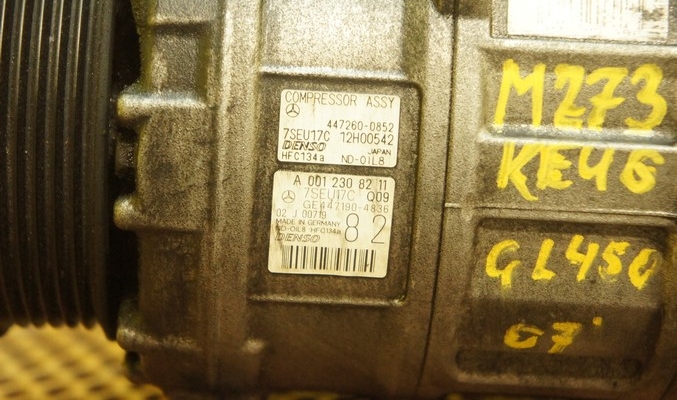 COMPRESSOR ASSY
447260-0852
7SEU17C 12H00542
DENSO JAPAN
HFC134a ND-OIL8
A 001 230 82 11
7SEU17C Q09
GE447190-4836
02 J 00719
MADE IN GERMANY
ND-OIL8 HFC134a
DENSO
82
M273
KE46
GL450
07'